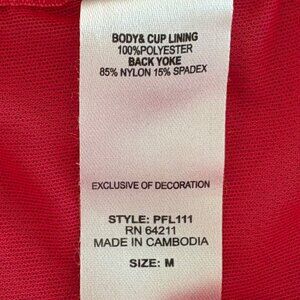 BODY& CUP LINING
100%POLYESTER
BACK YOKE
85% NYLON 15% SPADEX
EXCLUSIVE OF DECORATION
STYLE: PFL111
RN 64211
MADE IN CAMBODIA
SIZE: M